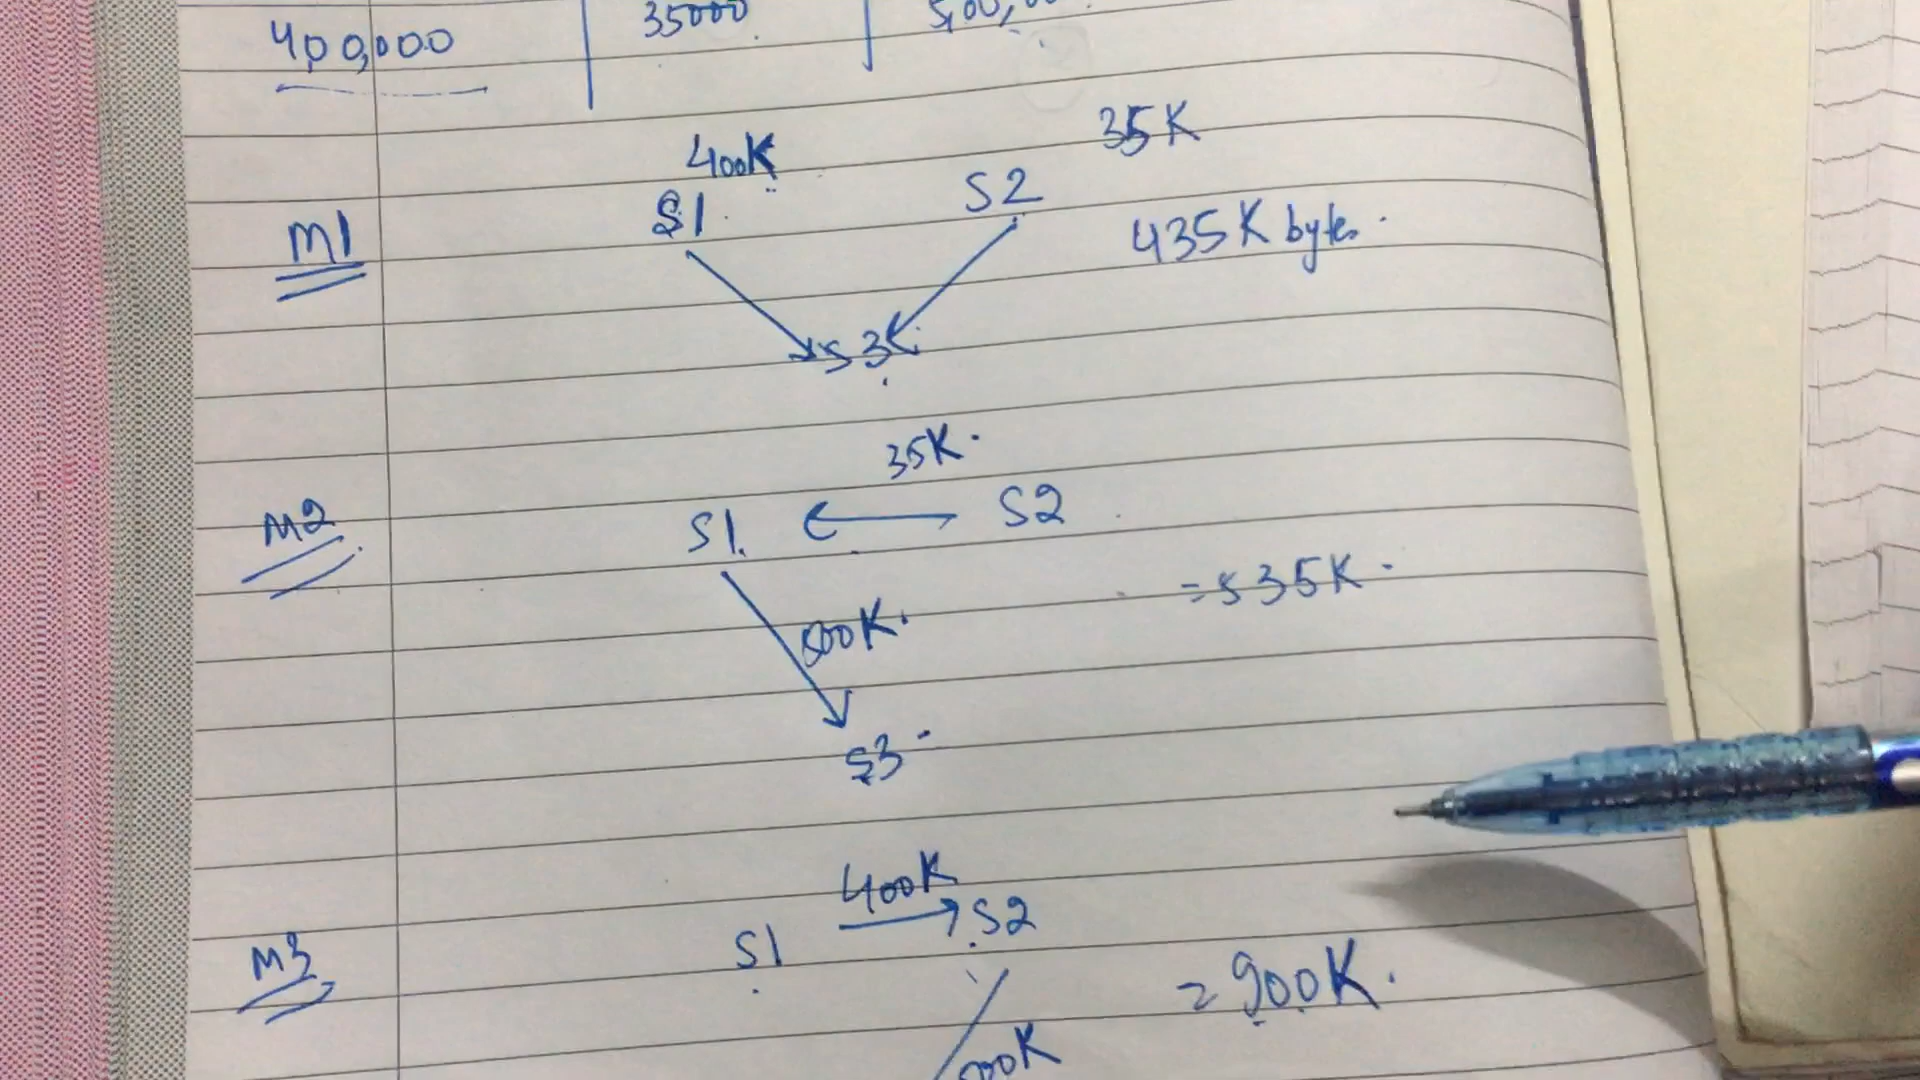 400,000 35000
400K 35K
S1 S2
M1 435K bytes.
S3
35K.
M2 S1 S2
= 535K.
500K.
S3
400K
M3 S1 S2
= 900K.